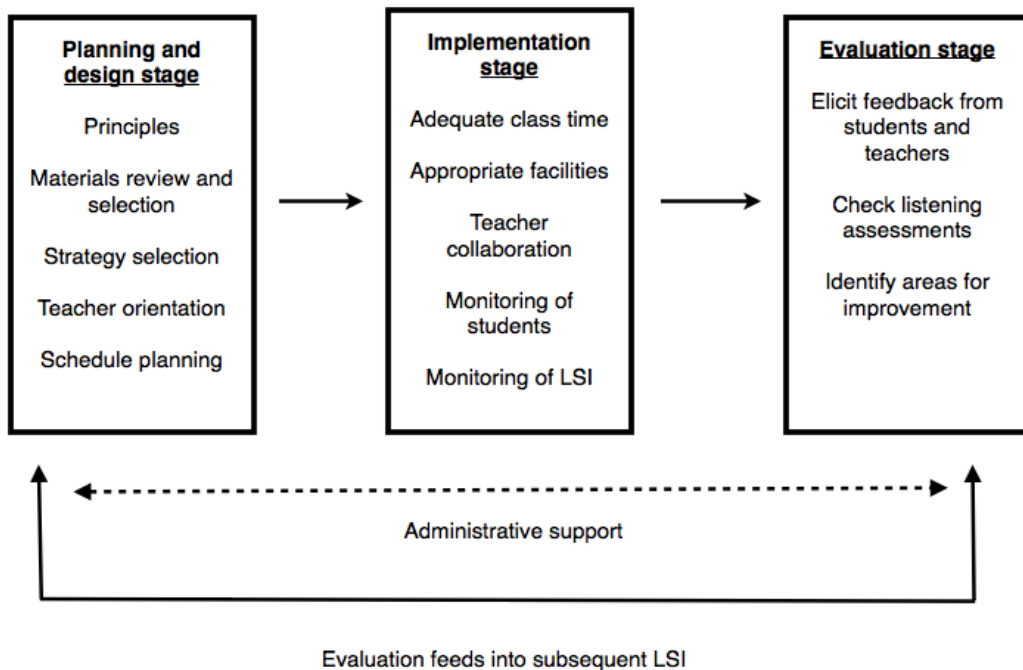 Planning and
design stage
Principles
Materials review and
selection
Strategy selection
Teacher orientation
Schedule planning
Implementation
stage
Adequate class time
Appropriate facilities
Teacher
collaboration
Monitoring of
students
Monitoring of LSI
Evaluation stage
Elicit feedback from
students and
teachers
Check listening
assessments
Identify areas for
improvement
Administrative support
Evaluation feeds into subsequent LSI